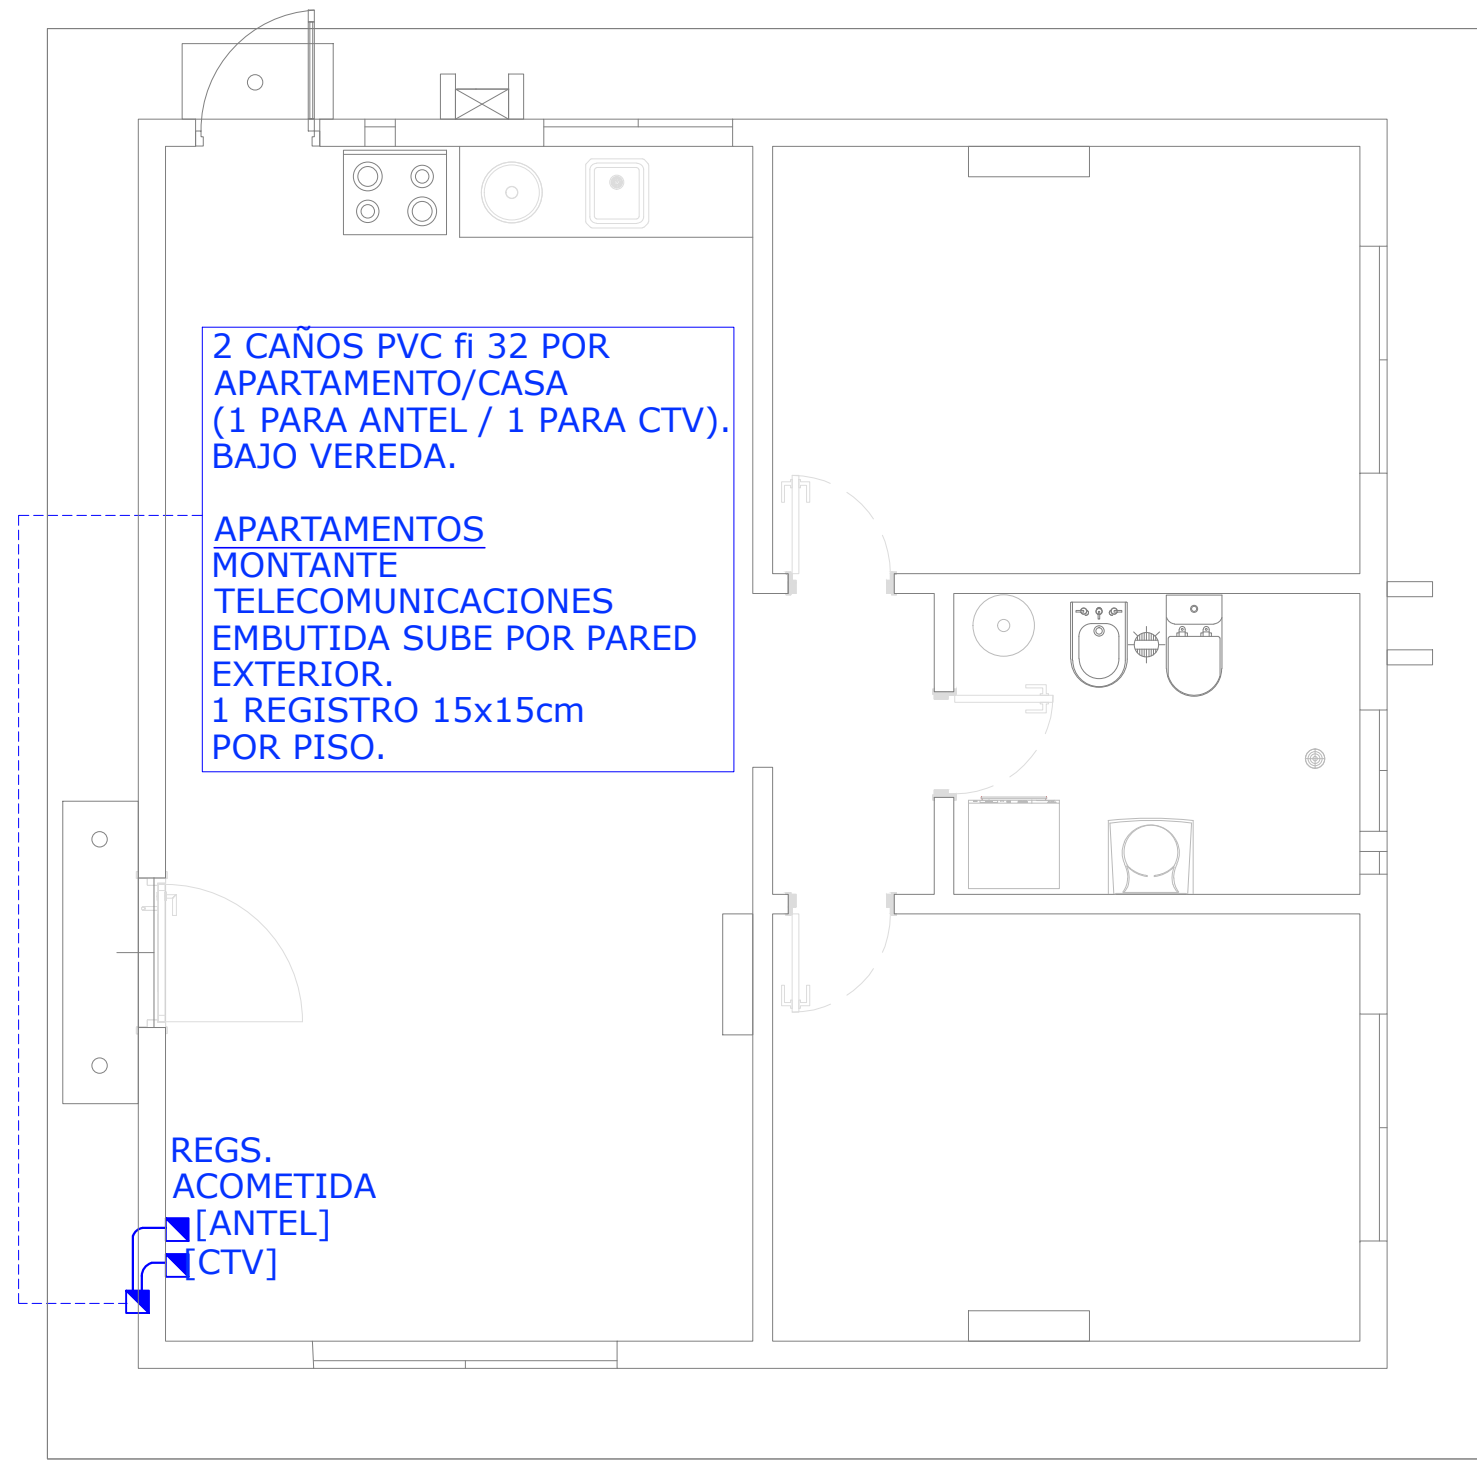 2 CAÑOS PVC fi 32 POR
APARTAMENTO/CASA
(1 PARA ANTEL / 1 PARA CTV).
BAJO VEREDA.
APARTAMENTOS
MONTANTE
TELECOMUNICACIONES
EMBUTIDA SUBE POR PARED
EXTERIOR.
1 REGISTRO 15x15cm
POR PISO.
REGS.
ACOMETIDA
[ANTEL]
[CTV]